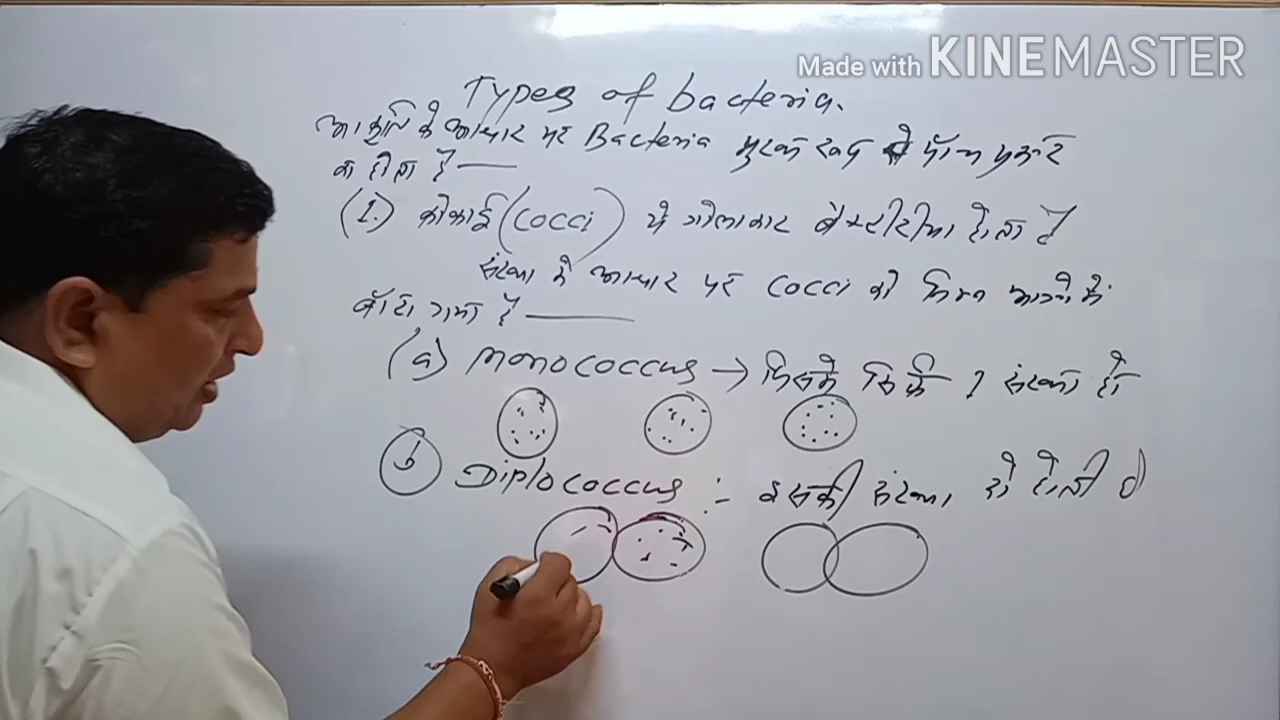 Made with KINEMASTER
Types of bacteria.
आकृति के आधार पर Bacteria मुख्य रूप से पाँच प्रकार
का होता है —
(1.) कोकाई (cocci) ये गोलाकार बैक्टीरिया होता है
संख्या के आधार पर cocci को निम्न भागो में
बाँटा गया है —
(a) monococcus → जिसमें सिर्फ 1 संख्या हो
b Diplococcus :- इसकी संख्या दो होती है